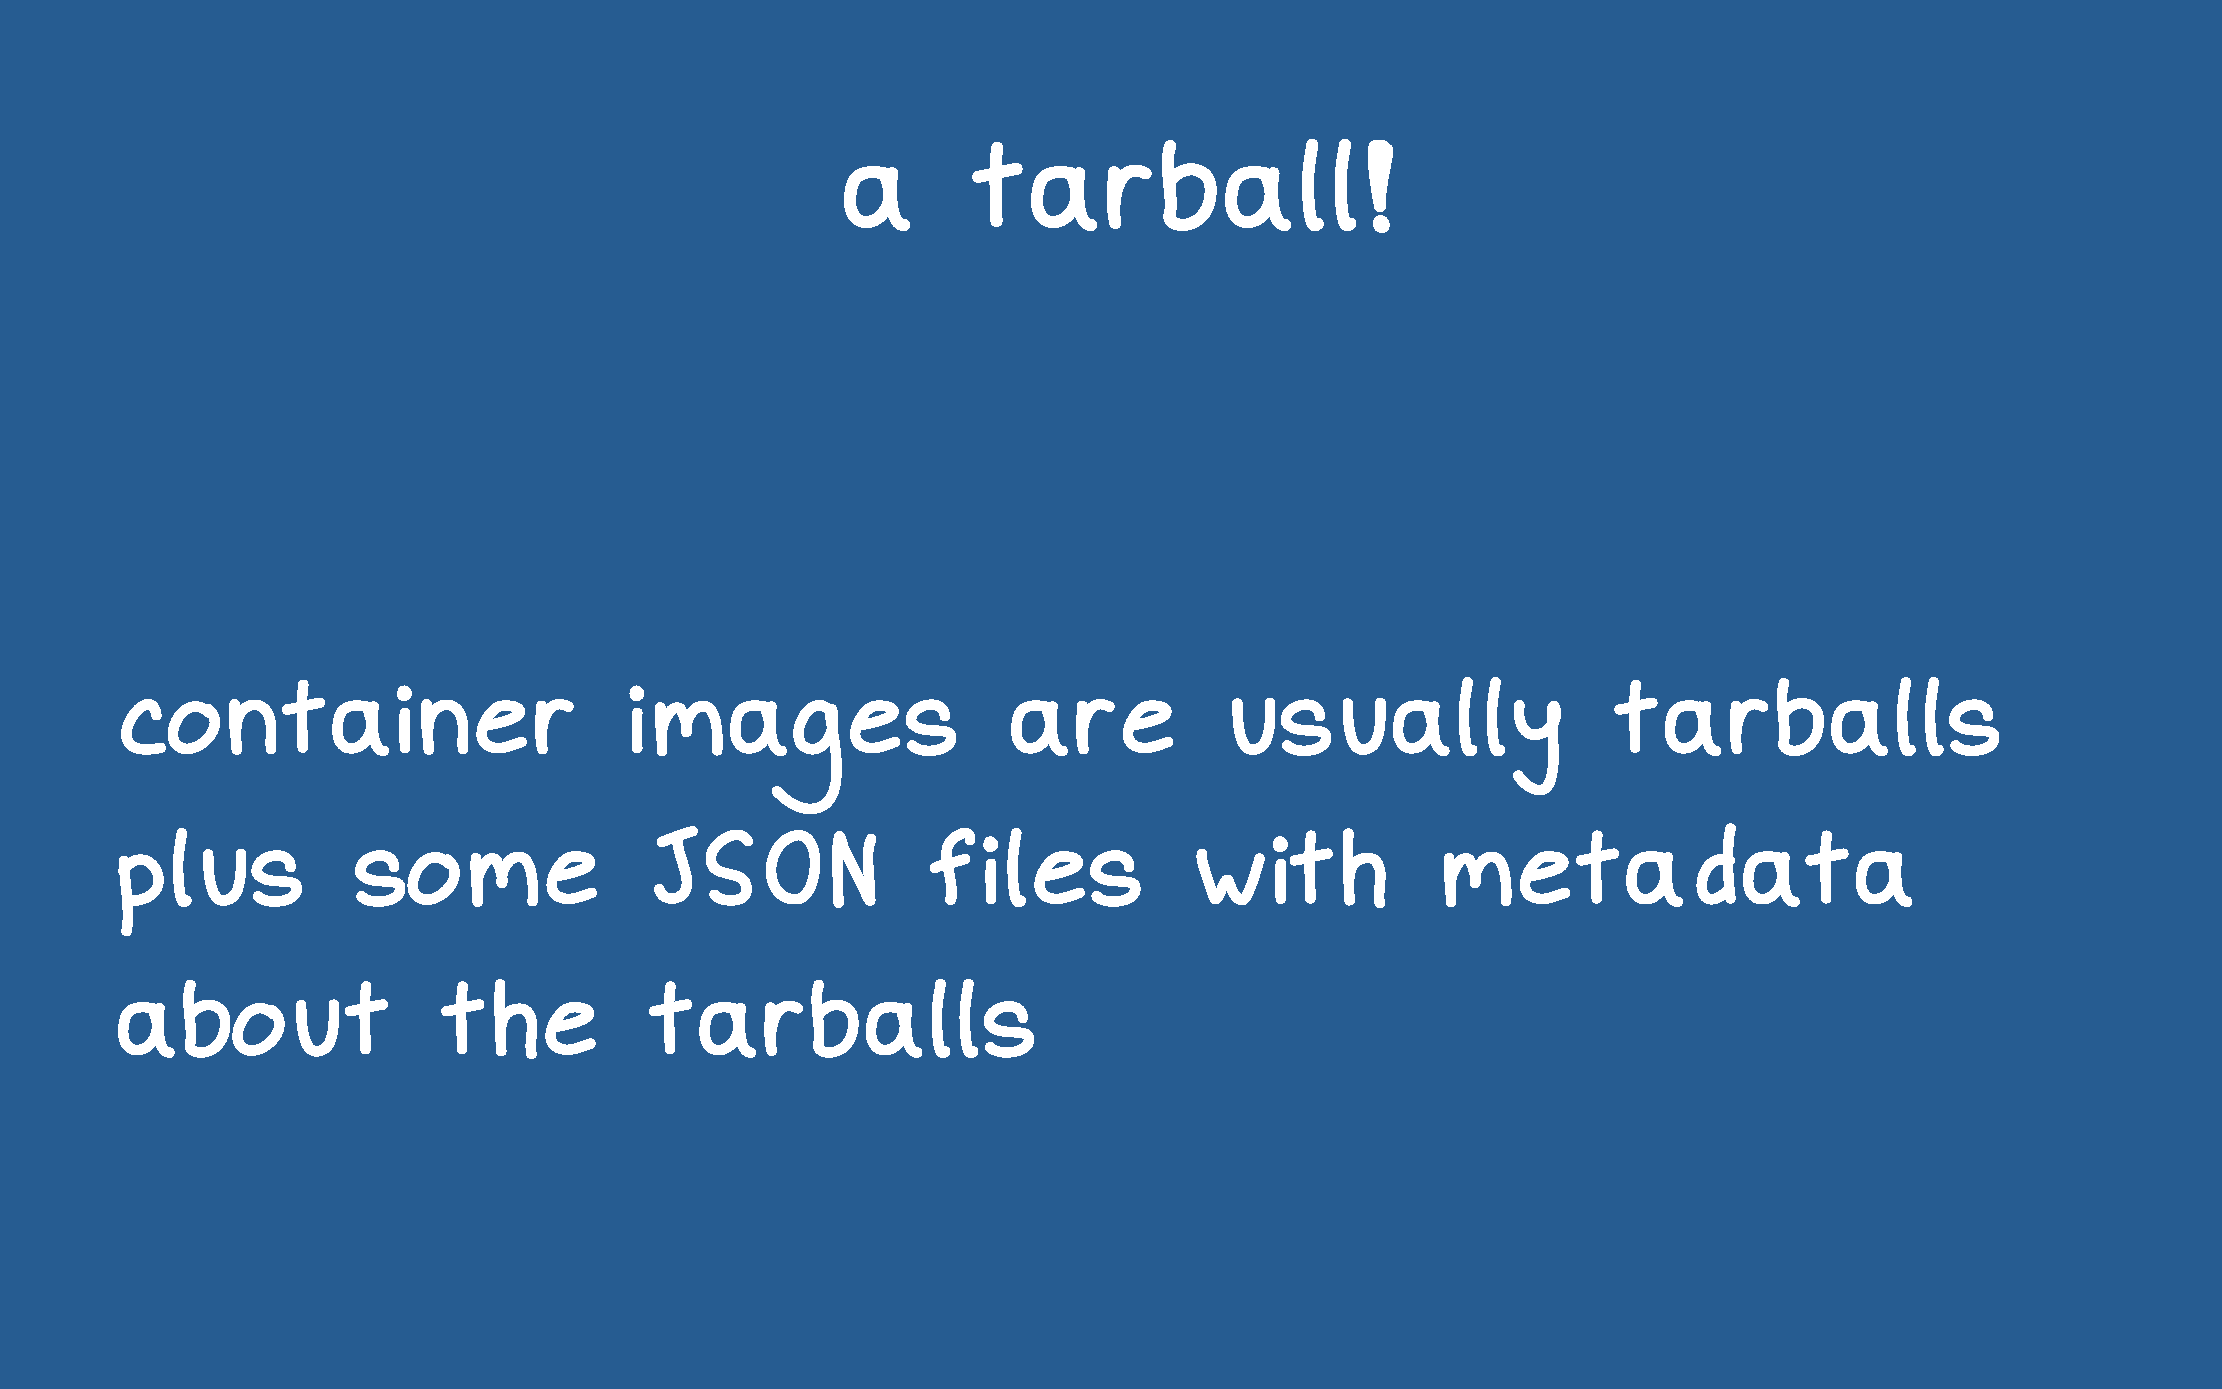 a tarball!
container images are usually tarballs
plus some JSON files with metadata
about the tarballs